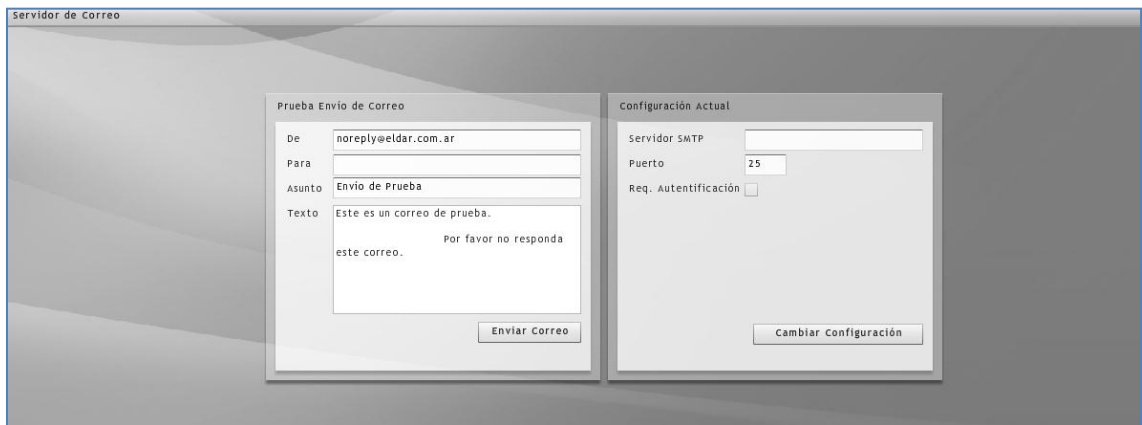 Servidor de Correo
Prueba Envío de Correo
De noreply@eldar.com.ar
Para
Asunto Envío de Prueba
Texto Este es un correo de prueba.
Por favor no responda
este correo.
Enviar Correo
Configuración Actual
Servidor SMTP
Puerto 25
Req. Autentificación
Cambiar Configuración